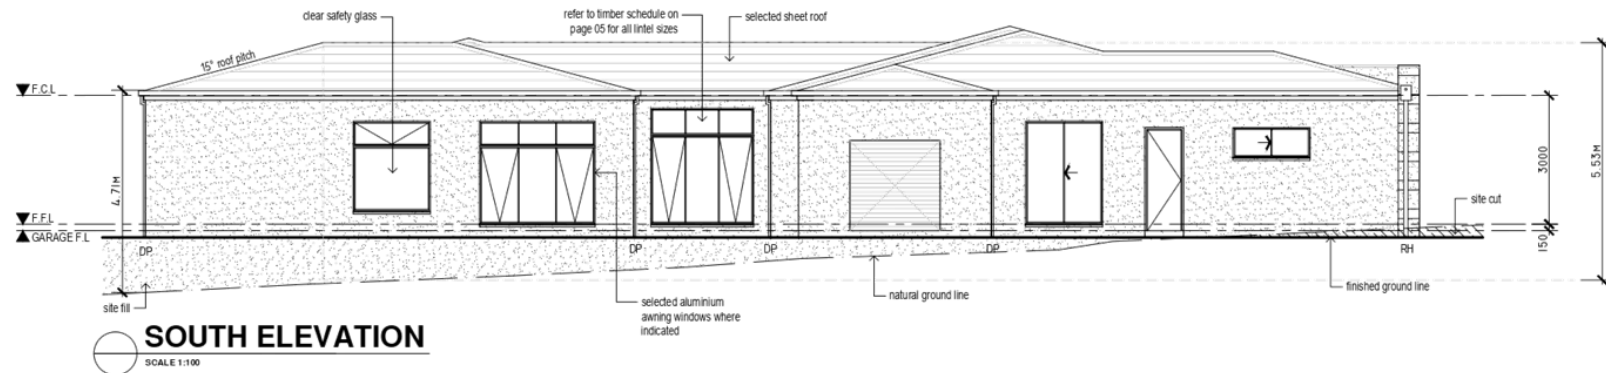 clear safety glass
refer to timber schedule on
page 05 for all lintel sizes
selected sheet roof
15° roof pitch
F.C.L
4.71M
3000
5.53M
F.F.L
GARAGE F.L
150
site cut
DP
DP
DP
DP
RH
site fill
natural ground line
finished ground line
selected aluminium
awning windows where
indicated
SOUTH ELEVATION
SCALE 1:100